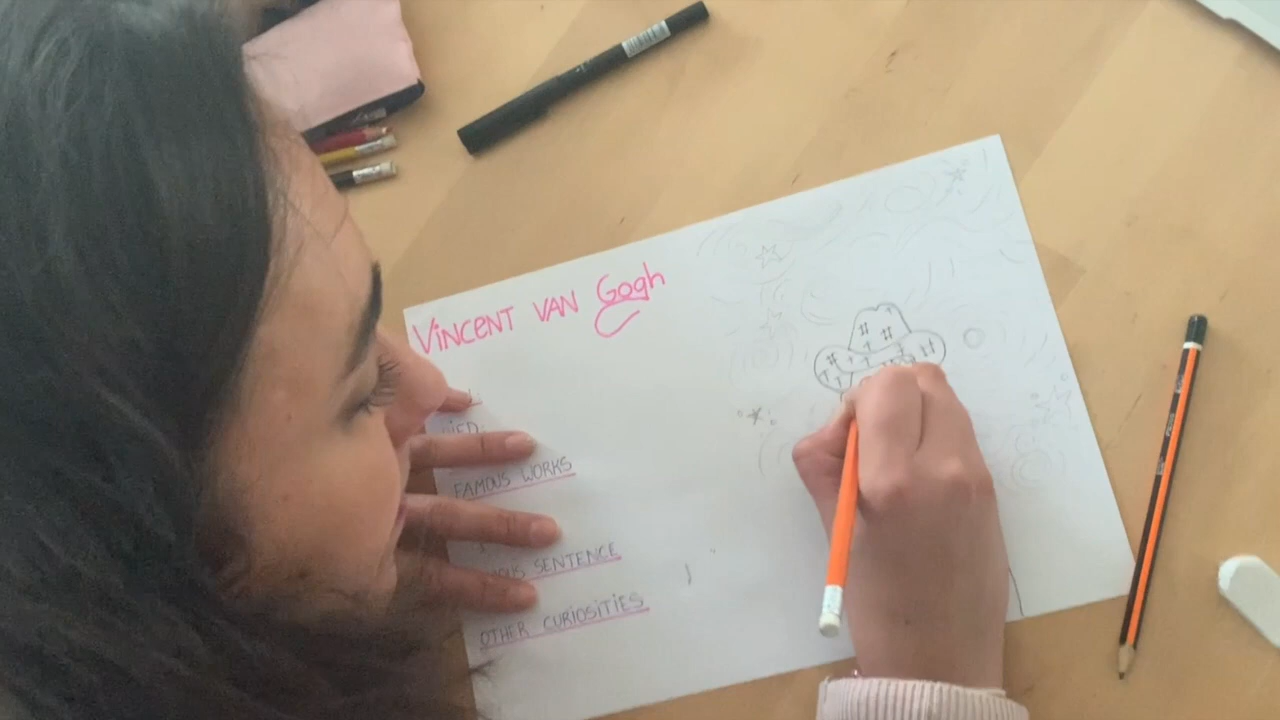 VINCENT VAN Gogh
FAMOUS WORKS
SENTENCE
OTHER CURIOSITIES